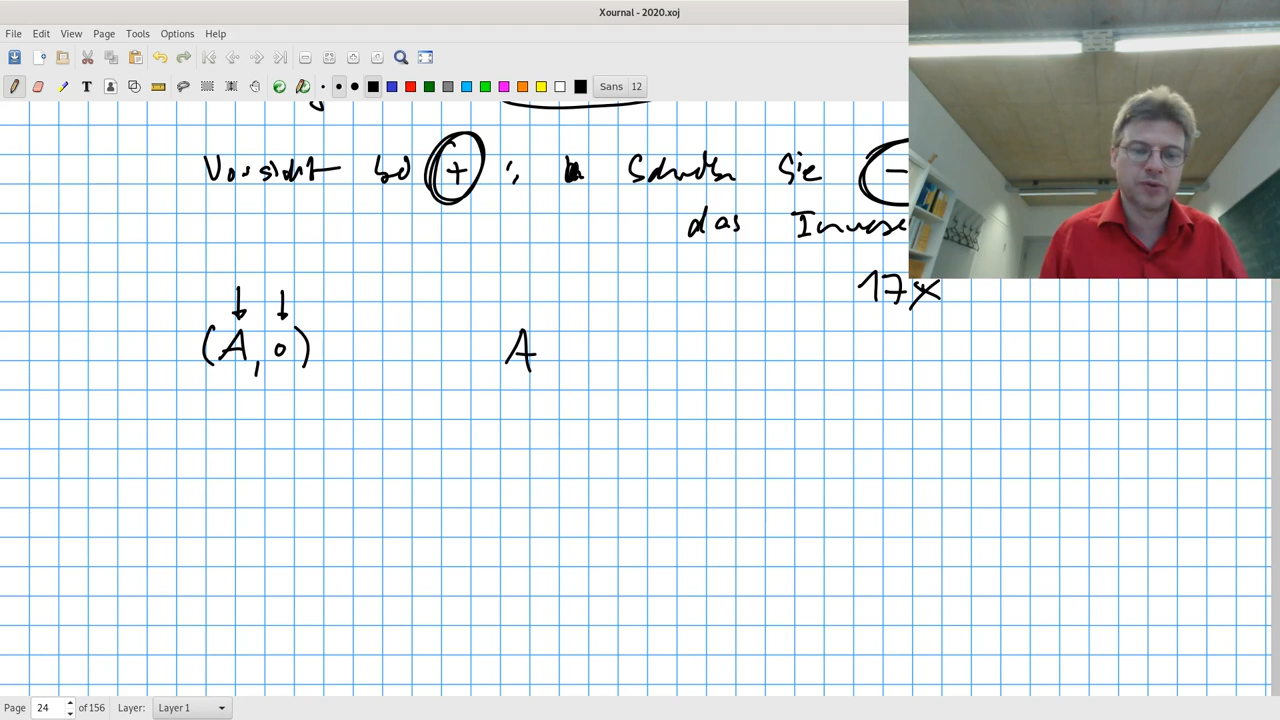 Xournal - 2020.xoj
File Edit View Page Tools Options Help
Sans 12
Vorsicht bei + : Schreiben Sie -
das Inverse
17x
(A, o) A
Page 24 of 156 Layer: Layer 1